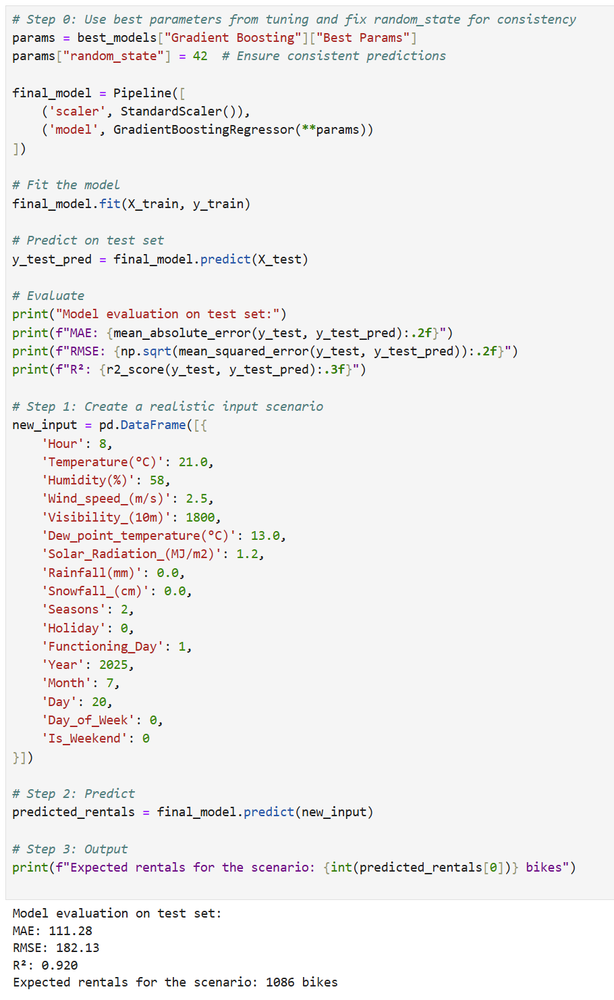 # Step 0: Use best parameters from tuning and fix random_state for consistency
params = best_models["Gradient Boosting"]["Best Params"]
params["random_state"] = 42  # Ensure consistent predictions

final_model = Pipeline([
    ('scaler', StandardScaler()),
    ('model', GradientBoostingRegressor(**params))
])

# Fit the model
final_model.fit(X_train, y_train)

# Predict on test set
y_test_pred = final_model.predict(X_test)

# Evaluate
print("Model evaluation on test set:")
print(f"MAE: {mean_absolute_error(y_test, y_test_pred):.2f}")
print(f"RMSE: {np.sqrt(mean_squared_error(y_test, y_test_pred)):.2f}")
print(f"R²: {r2_score(y_test, y_test_pred):.3f}")

# Step 1: Create a realistic input scenario
new_input = pd.DataFrame([{
    'Hour': 8,
    'Temperature(°C)': 21.0,
    'Humidity(%)': 58,
    'Wind_speed_(m/s)': 2.5,
    'Visibility_(10m)': 1800,
    'Dew_point_temperature(°C)': 13.0,
    'Solar_Radiation_(MJ/m2)': 1.2,
    'Rainfall(mm)': 0.0,
    'Snowfall_(cm)': 0.0,
    'Seasons': 2,
    'Holiday': 0,
    'Functioning_Day': 1,
    'Year': 2025,
    'Month': 7,
    'Day': 20,
    'Day_of_Week': 0,
    'Is_Weekend': 0
}])

# Step 2: Predict
predicted_rentals = final_model.predict(new_input)

# Step 3: Output
print(f"Expected rentals for the scenario: {int(predicted_rentals[0])} bikes")

Model evaluation on test set:
MAE: 111.28
RMSE: 182.13
R²: 0.920
Expected rentals for the scenario: 1086 bikes